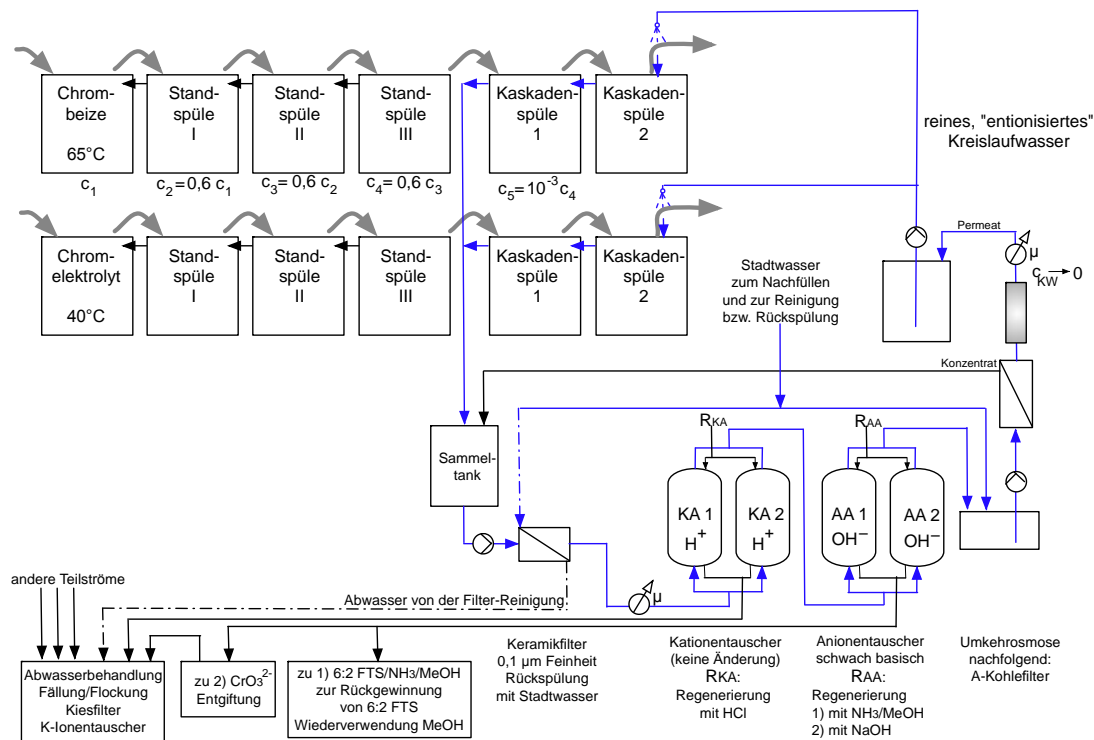 Chrom-
beize
65°C
Stand-
spüle
I
Stand-
spüle
II
Stand-
spüle
III
Kaskaden-
spüle
1
Kaskaden-
spüle
2
reines, "entionisiertes"
Kreislaufwasser
c1
c2=0,6 c1
c3=0,6 c2
c4=0,6 c3
c5=10-3c4
Chrom-
elektrolyt
40°C
Stand-
spüle
I
Stand-
spüle
II
Stand-
spüle
III
Kaskaden-
spüle
1
Kaskaden-
spüle
2
Permeat
µ
cKW → 0
Stadtwasser
zum Nachfüllen
und zur Reinigung
bzw. Rückspülung
Konzentrat
Sammel-
tank
RKA
RAA
KA 1
H+
KA 2
H+
AA 1
OH−
AA 2
OH−
andere Teilströme
Abwasser von der Filter-Reinigung
µ
Abwasserbehandlung
Fällung/Flockung
Kiesfilter
K-Ionentauscher
zu 2) CrO3 2-
Entgiftung
zu 1) 6:2 FTS/NH3/MeOH
zur Rückgewinnung
von 6:2 FTS
Wiederverwendung MeOH
Keramikfilter
0,1 µm Feinheit
Rückspülung
mit Stadtwasser
Kationentauscher
(keine Änderung)
RKA:
Regenerierung
mit HCl
Anionentauscher
schwach basisch
RAA:
Regenerierung
1) mit NH3/MeOH
2) mit NaOH
Umkehrosmose
nachfolgend:
A-Kohlefilter